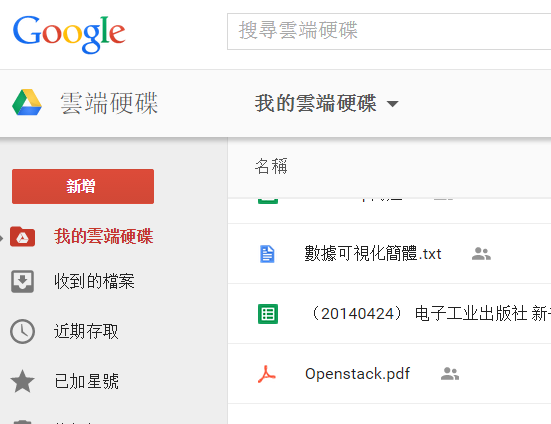 Google
搜尋雲端硬碟
雲端硬碟
我的雲端硬碟
名稱
新增
我的雲端硬碟
數據可視化簡體.txt
收到的檔案
（20140424） 电子工业出版社 新
近期存取
Openstack.pdf
已加星號